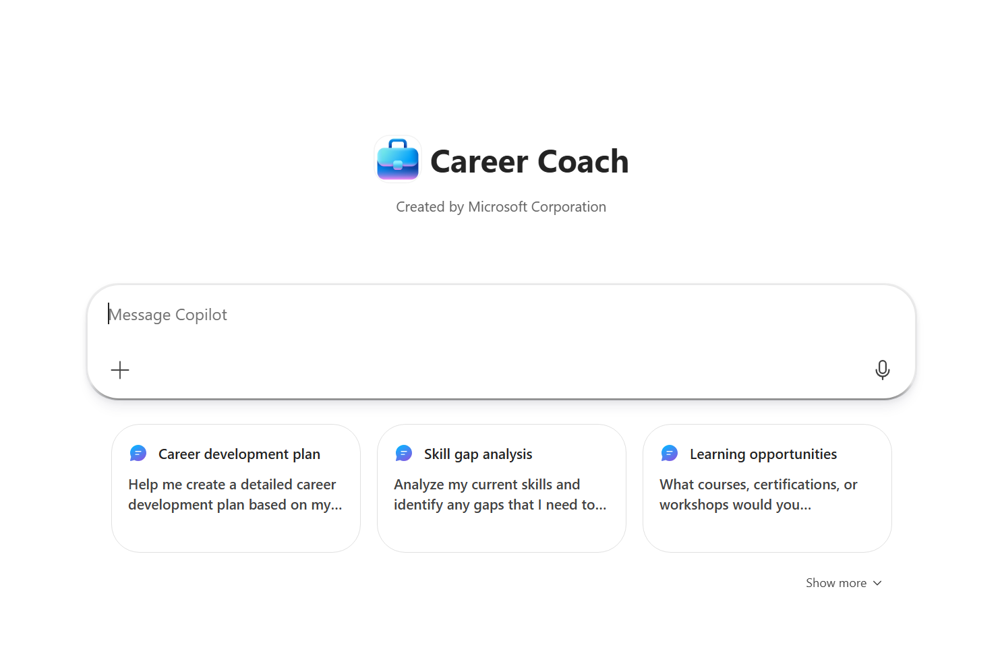 Career Coach
Created by Microsoft Corporation
Message Copilot
Career development plan
Help me create a detailed career
development plan based on my...
Skill gap analysis
Analyze my current skills and
identify any gaps that I need to...
Learning opportunities
What courses, certifications, or
workshops would you...
Show more